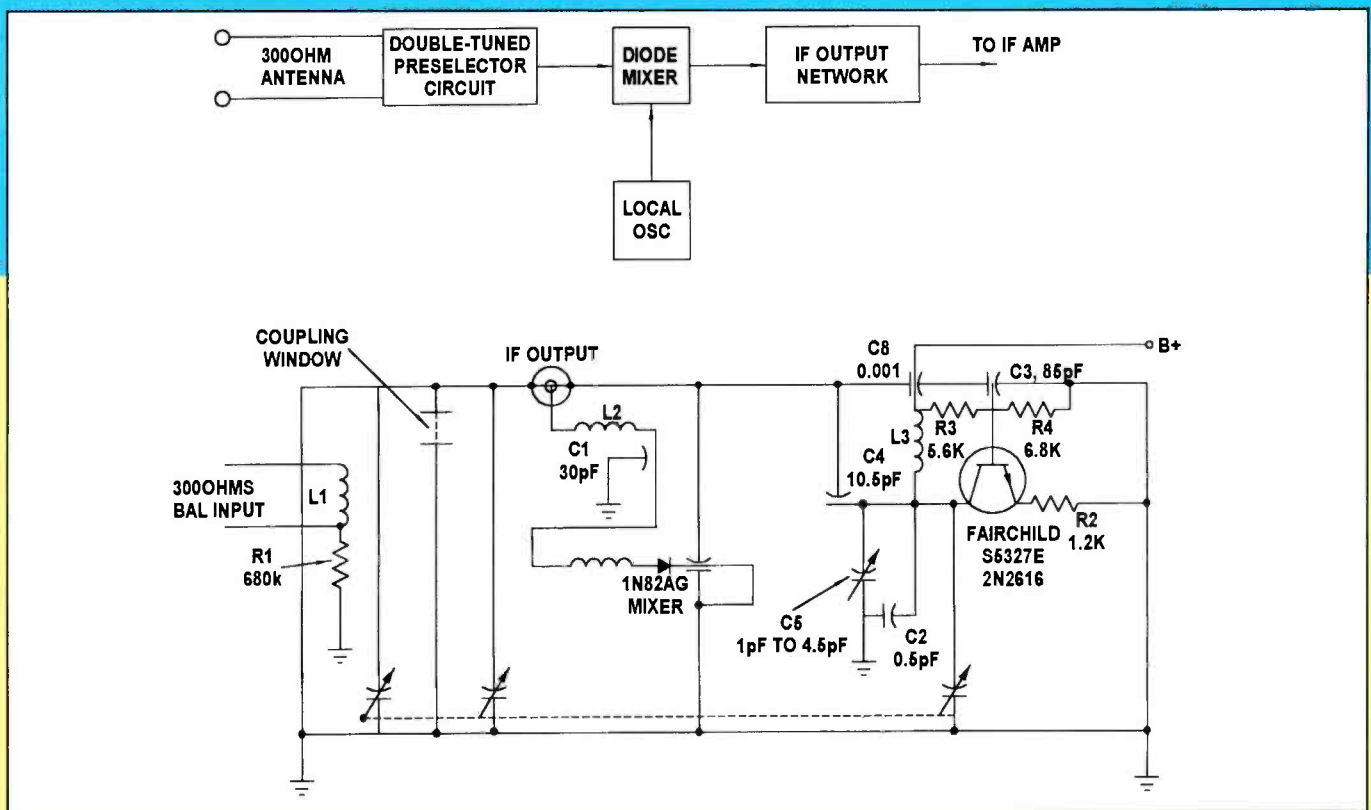 300OHM
ANTENNA
DOUBLE-TUNED
PRESELECTOR
CIRCUIT
DIODE
MIXER
IF OUTPUT
NETWORK
TO IF AMP
LOCAL
OSC
COUPLING
WINDOW
IF OUTPUT
C8
0.001
B+
C3, 85pF
L2
C1
30pF
L3
R3
5.6K
R4
6.8K
C4
10.5pF
300OHMS
BAL INPUT
L1
R1
680k
1N82AG
MIXER
FAIRCHILD
S5327E
2N2616
R2
1.2K
C5
1pF TO 4.5pF
C2
0.5pF